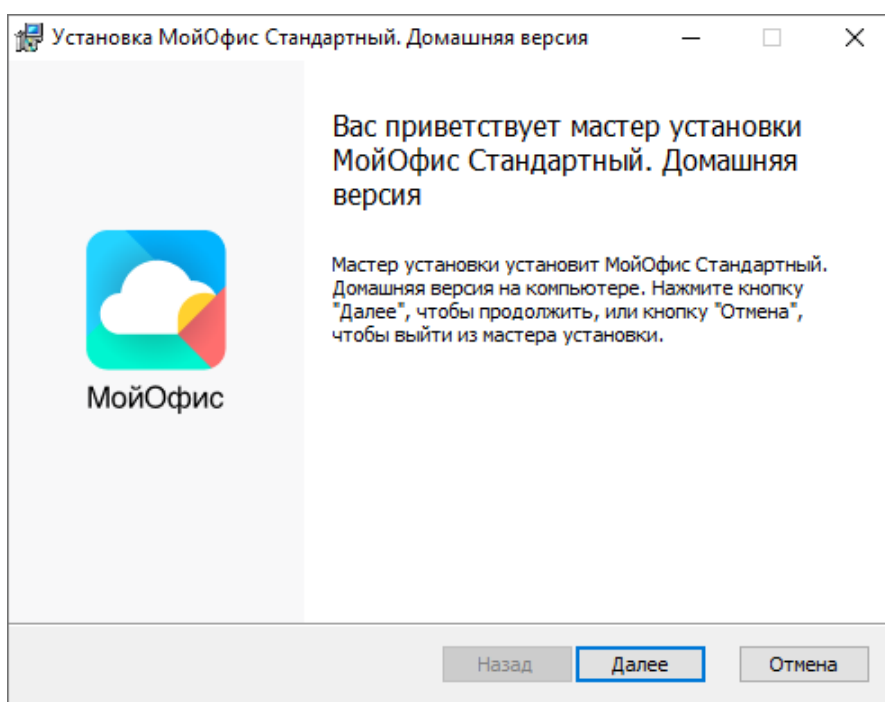 Установка МойОфис Стандартный. Домашняя версия
Вас приветствует мастер установки
МойОфис Стандартный. Домашняя
версия
Мастер установки установит МойОфис Стандартный.
Домашняя версия на компьютере. Нажмите кнопку
"Далее", чтобы продолжить, или кнопку "Отмена",
чтобы выйти из мастера установки.
МойОфис
Назад
Далее
Отмена